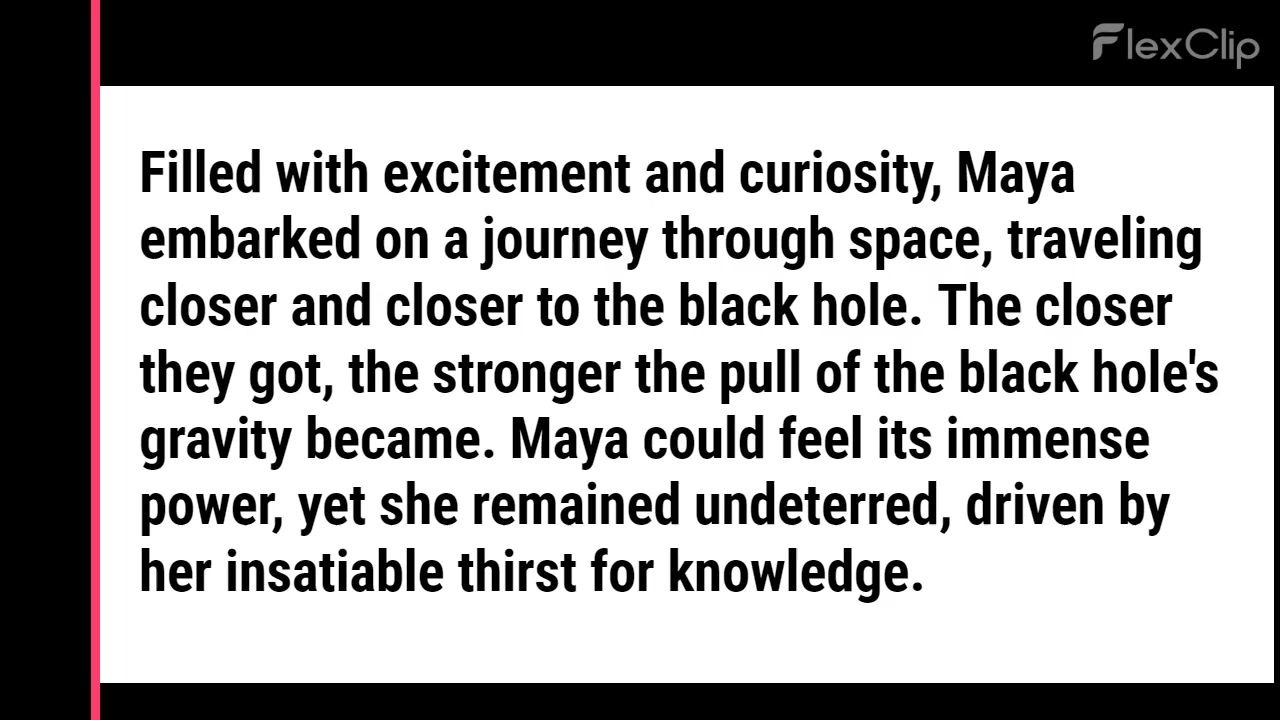 FlexClip
Filled with excitement and curiosity, Maya
embarked on a journey through space, traveling
closer and closer to the black hole. The closer
they got, the stronger the pull of the black hole's
gravity became. Maya could feel its immense
power, yet she remained undeterred, driven by
her insatiable thirst for knowledge.